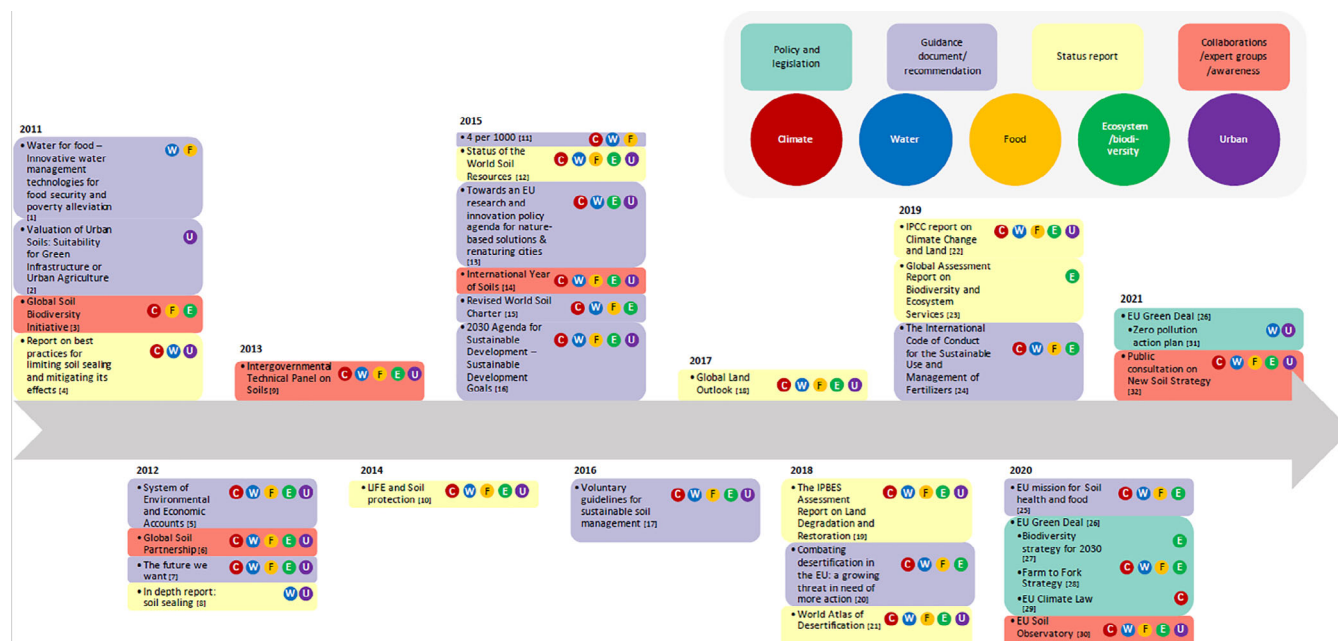 Policy and
legislation
Guidance
document/
recommendation
Status report
Collaborations
/expert groups
/awareness
Climate
Water
Food
Ecosystem
/biodi-
versity
Urban
2011
• Water for food –
Innovative water
management
technologies for
food security and
poverty alleviation
[1]
W F
• Valuation of Urban
Soils: Suitability for
Green
Infrastructure or
Urban Agriculture
[2]
U
• Global Soil
Biodiversity
Initiative [3]
C F E
• Report on best
practices for
limiting soil sealing
and mitigating its
effects [4]
C W U
2013
• Intergovernmental
Technical Panel on
Soils [9]
C W F E U
2015
• 4 per 1000 [11]
C W F
• Status of the
World Soil
Resources [12]
C W F E U
• Towards an EU
research and
innovation policy
agenda for nature-
based solutions &
renaturing cities
[13]
C W E U
• International Year
of Soils [14]
C W F E U
• Revised World Soil
Charter [15]
C W F E
• 2030 Agenda for
Sustainable
Development –
Sustainable
Development
Goals [16]
C W F E U
2017
• Global Land
Outlook [18]
C W F E U
2019
• IPCC report on
Climate Change
and Land [22]
C W F E U
• Global Assessment
Report on
Biodiversity and
Ecosystem
Services [23]
E
• The International
Code of Conduct
for the Sustainable
Use and
Management of
Fertilizers [24]
C W F E
2021
• EU Green Deal [26]
• Zero pollution
action plan
[31]
W U
• Public
consultation on
New Soil Strategy
[32]
C W F E U
2012
• System of
Environmental
and Economic
Accounts [5]
C W F E U
• Global Soil
Partnership [6]
C W F E U
• The future we
want [7]
C W F E U
• In depth report:
soil sealing [8]
W U
2014
• LIFE and Soil
protection [10]
C W F E U
2016
• Voluntary
guidelines for
sustainable soil
management [17]
C W F E U
2018
• The IPBES
Assessment
Report on Land
Degradation and
Restoration [19]
C W F E U
• Combating
desertification in
the EU: a growing
threat in need of
more action [20]
C W F E
• World Atlas of
Desertification [21]
C W F E U
2020
• EU mission for Soil
health and food
[25]
C W F E
• EU Green Deal [26]
• Biodiversity
strategy for 2030
[27]
E
• Farm to Fork
Strategy [28]
C W F E
• EU Climate Law
[29]
C
• EU Soil
Observatory [30]
C W F E U